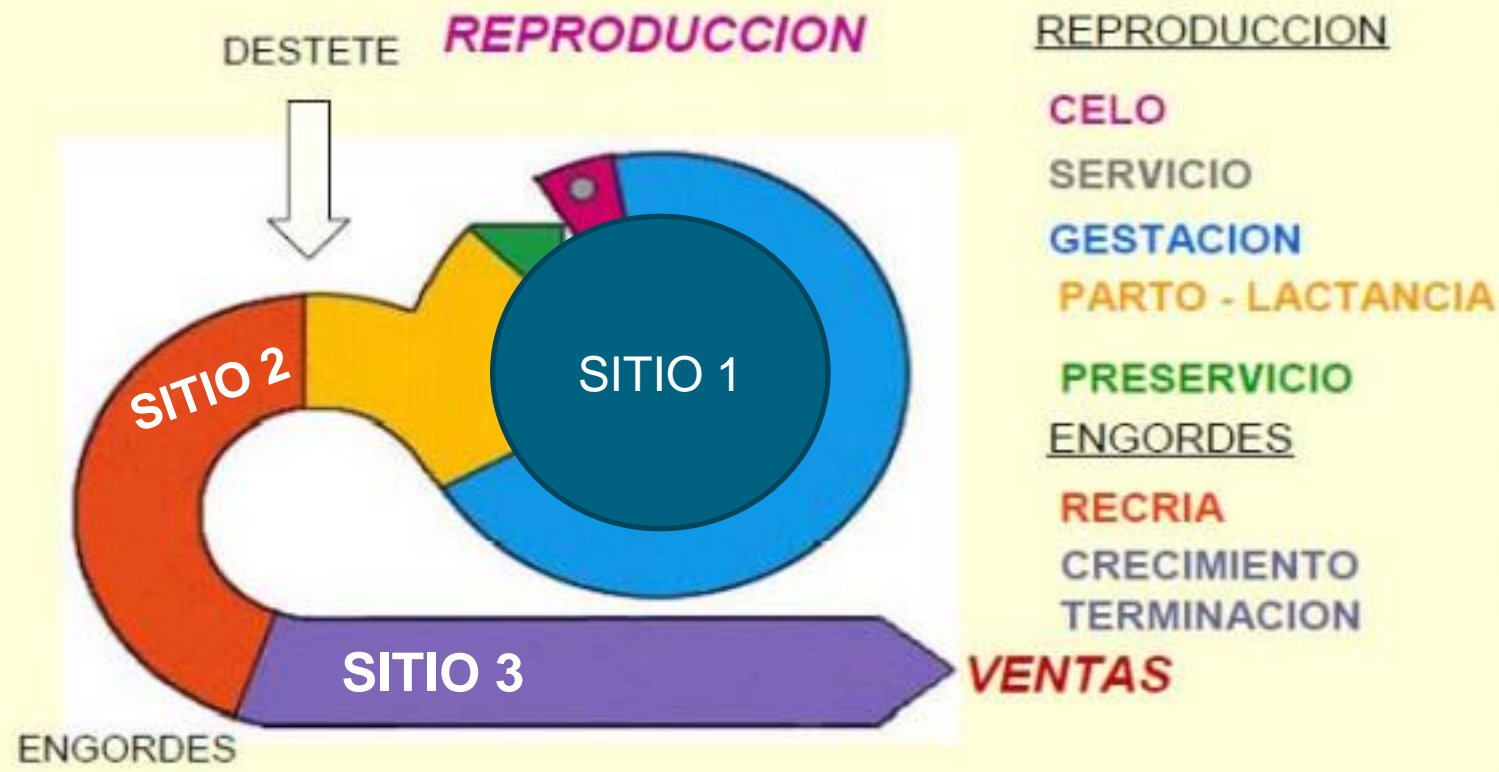 DESTETE
REPRODUCCION
SITIO 1
SITIO 2
SITIO 3
VENTAS
ENGORDES
REPRODUCCION
CELO
SERVICIO
GESTACION
PARTO - LACTANCIA
PRESERVICIO
ENGORDES
RECRIA
CRECIMIENTO
TERMINACION